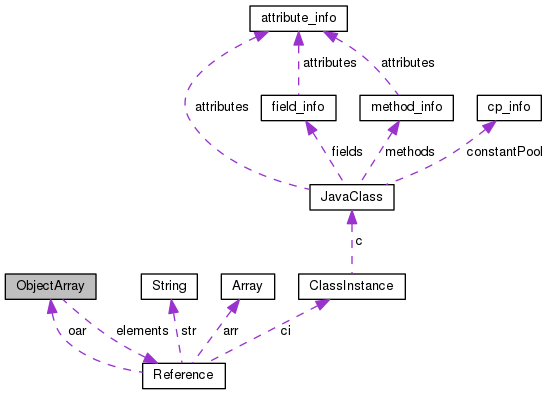 attribute_info
attributes
attributes
field_info
method_info
cp_info
attributes
fields
methods
constantPool
JavaClass
c
ObjectArray
String
Array
ClassInstance
oar
elements
str
arr
ci
Reference